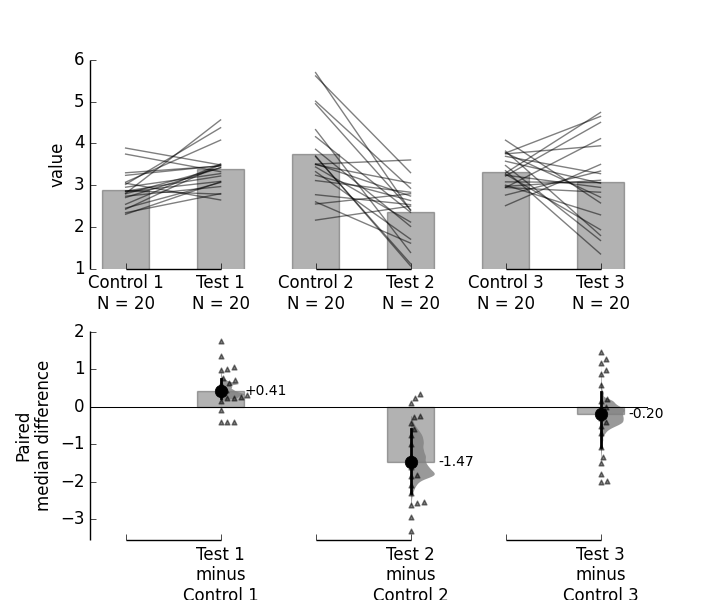 6
5
4
3
2
1
value
Control 1 Test 1 Control 2 Test 2 Control 3 Test 3
N = 20 N = 20 N = 20 N = 20 N = 20 N = 20
2
1
0
−1
−2
−3
Paired
median difference
+0.41
-1.47
-0.20
Test 1 Test 2 Test 3
minus minus minus
Control 1 Control 2 Control 3